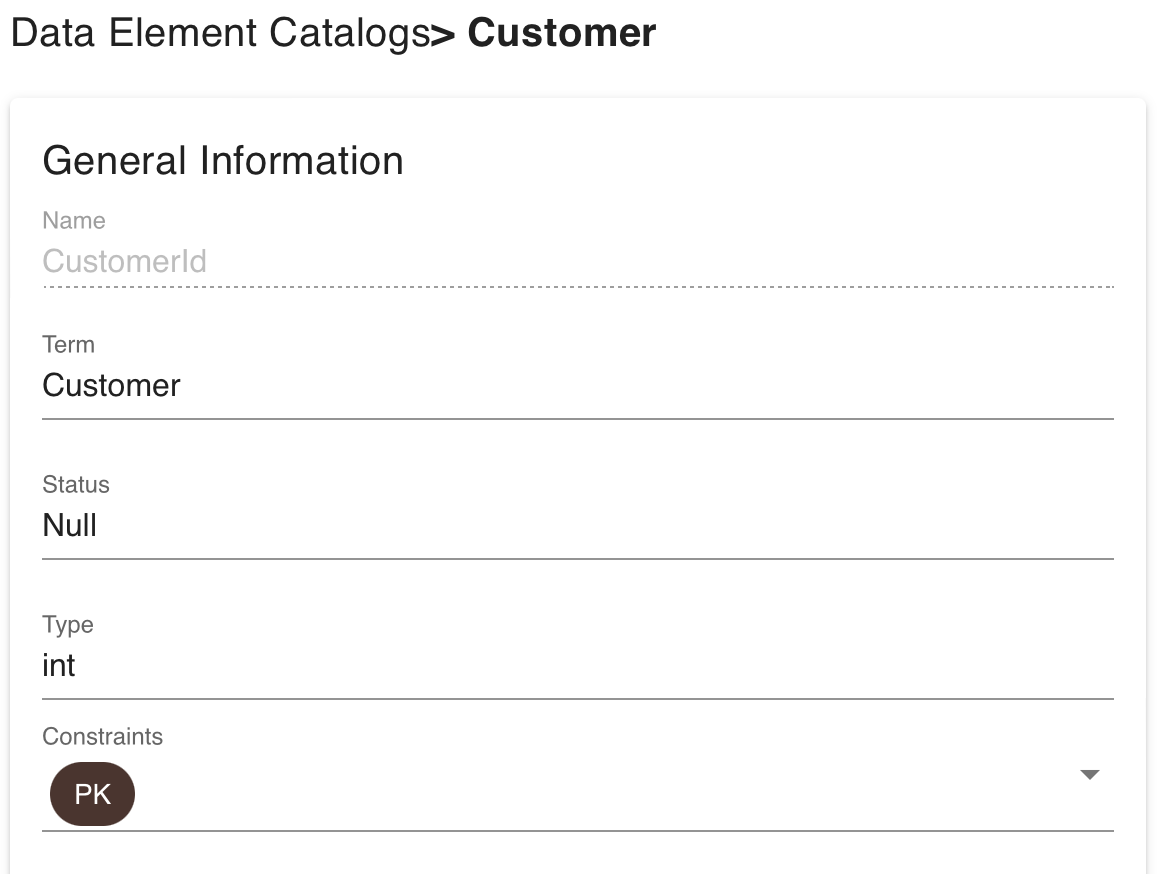 Data Element Catalogs> Customer
General Information
Name
CustomerId
Term
Customer
Status
Null
Type
int
Constraints
PK